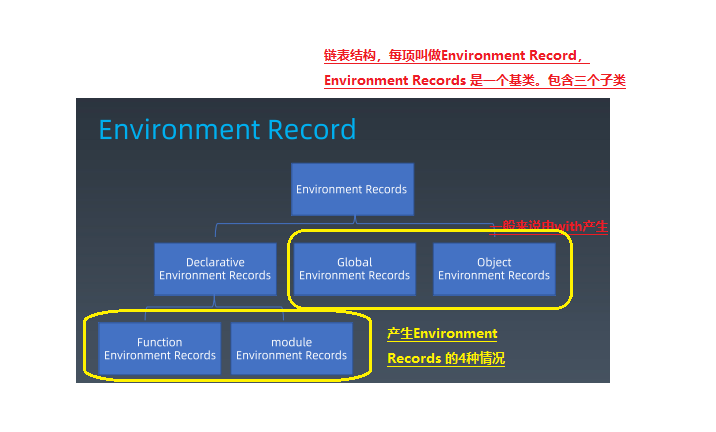 链表结构，每项叫做Environment Record，
Environment Records 是一个基类。包含三个子类
Environment Record
Environment Records
一般来说由with产生
Declarative
Environment Records
Global
Environment Records
Object
Environment Records
Function
Environment Records
module
Environment Records
产生Environment
Records 的4种情况